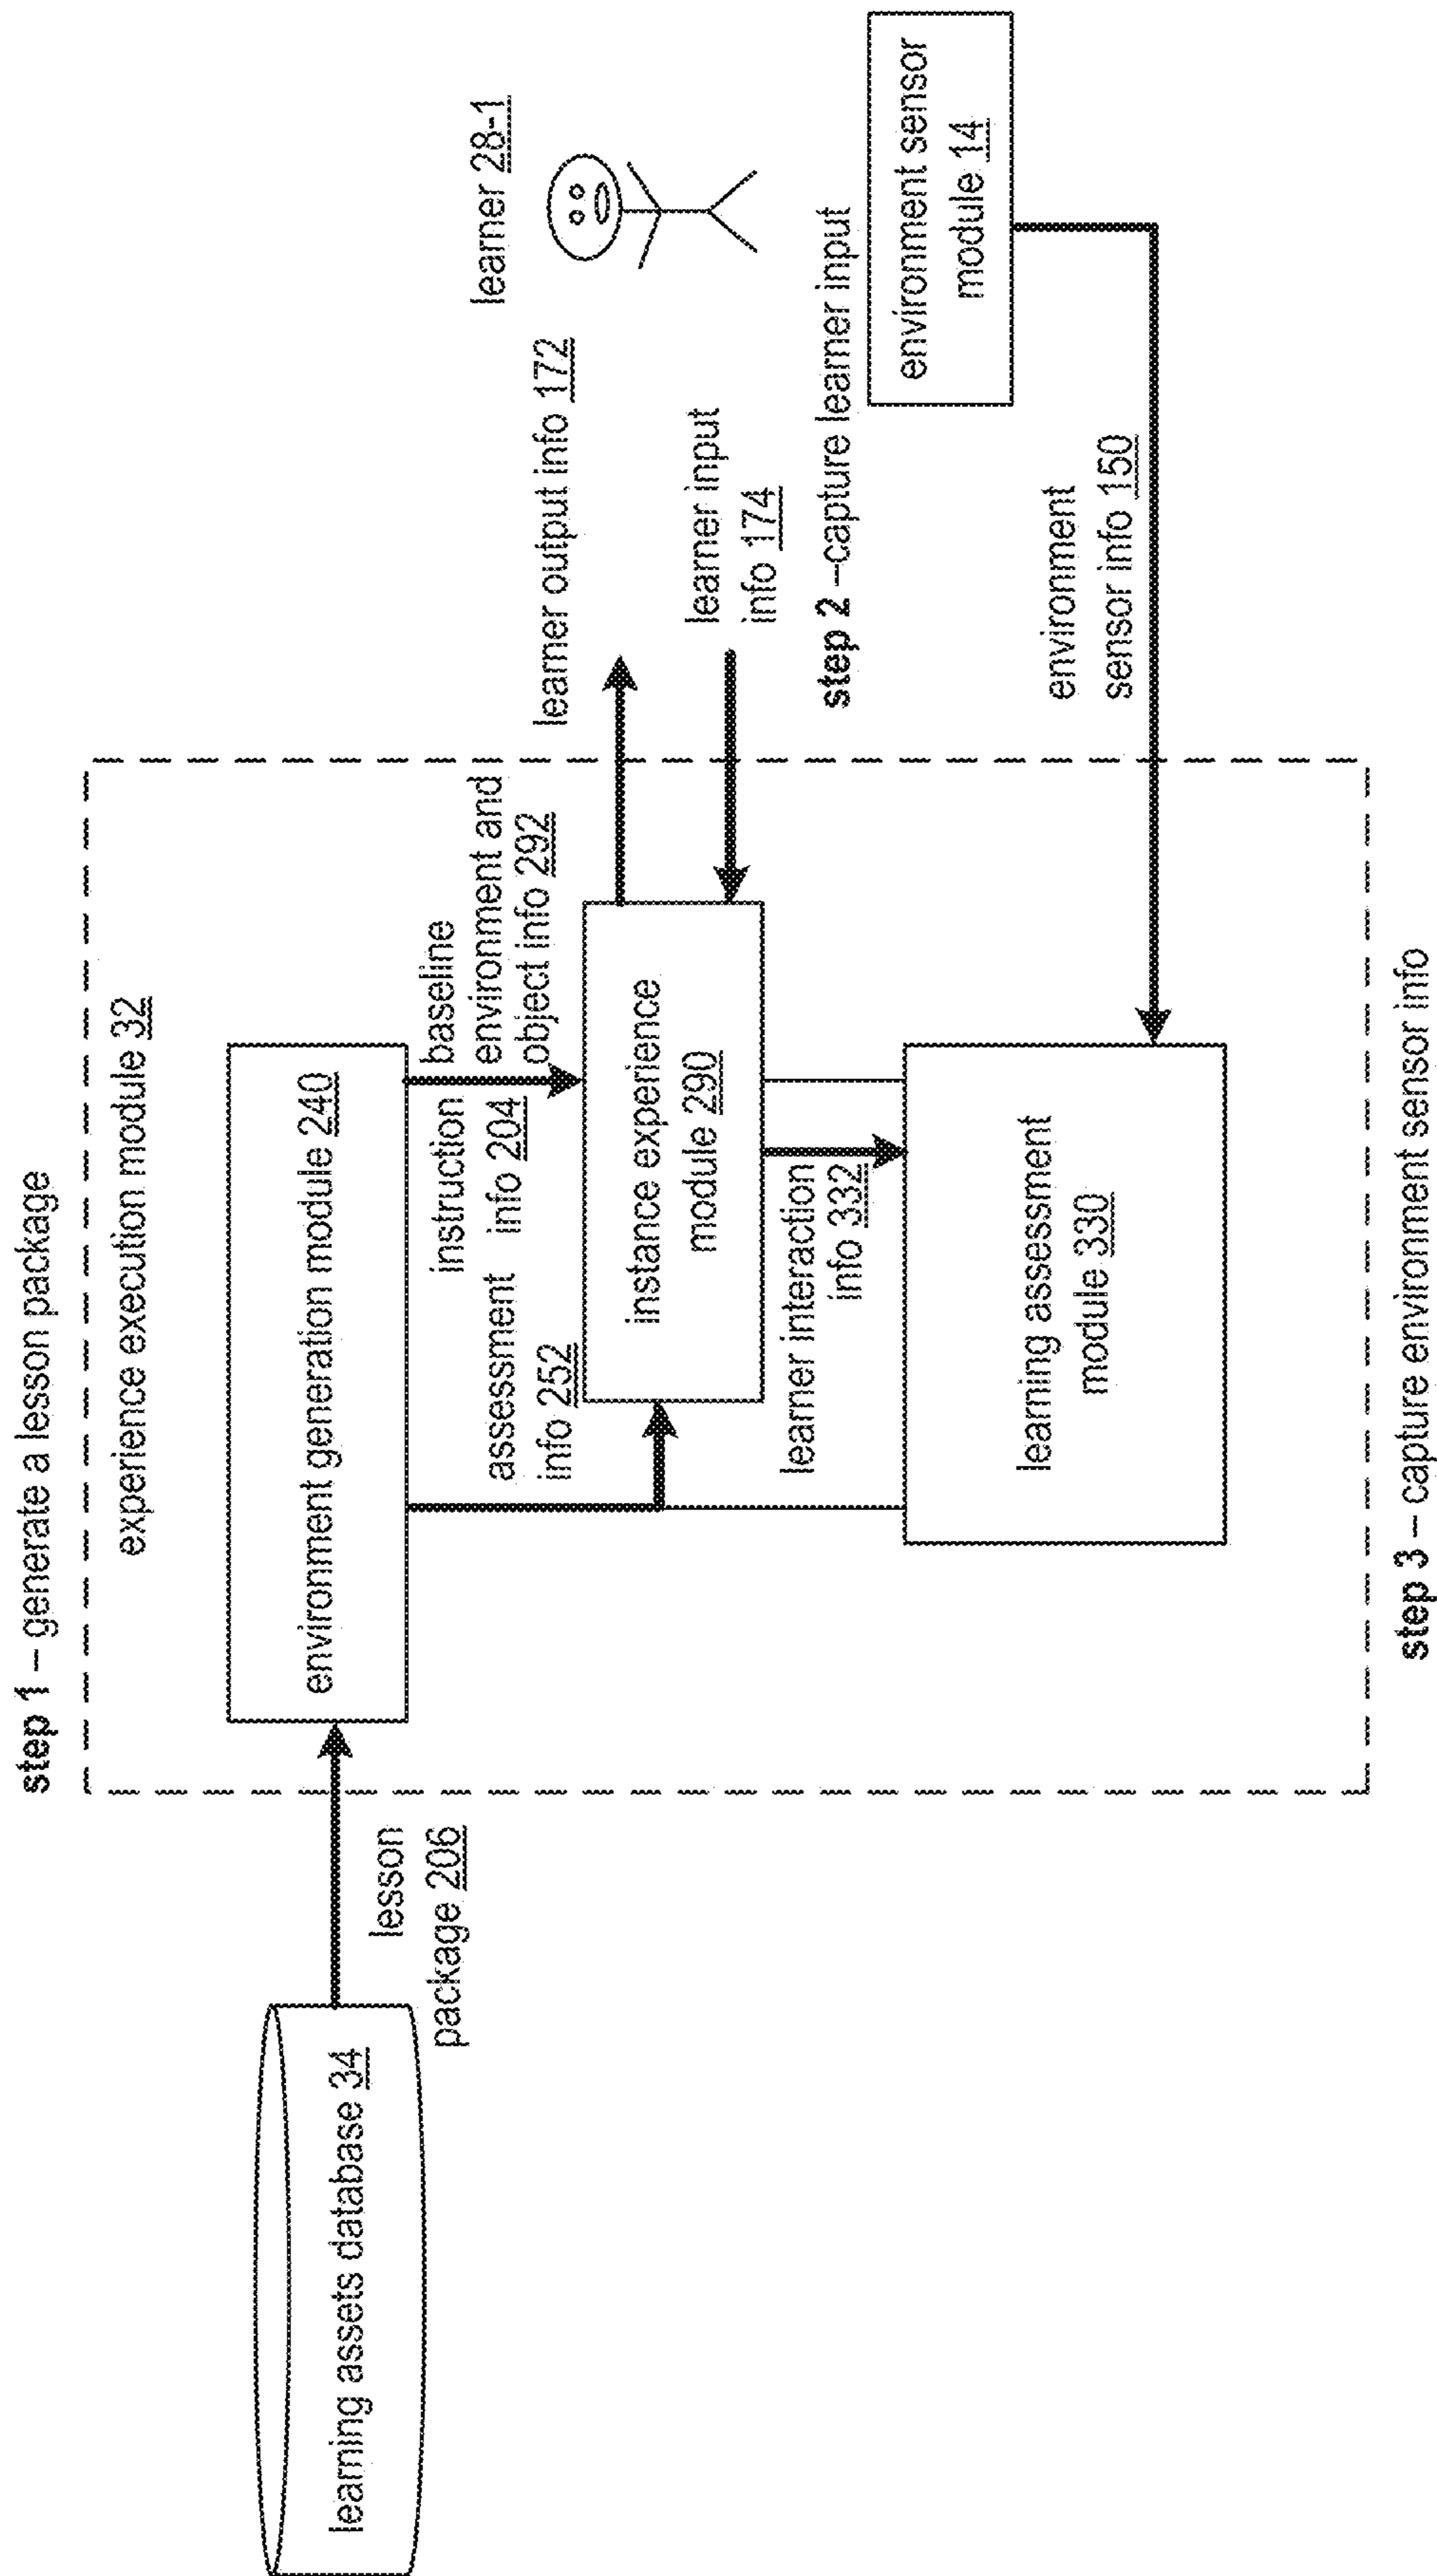 step 1 – generate a lesson package
experience execution module 32
learning assets database 34
lesson
package 206
environment generation module 240
baseline
environment and
object info 292
instruction
info 204
assessment
info 252
instance experience
module 290
learner output info 172
learner 28-1
learner input
info 174
step 2 –capture learner input
learner interaction
info 332
learning assessment
module 330
environment
sensor info 150
environment sensor
module 14
step 3 – capture environment sensor info